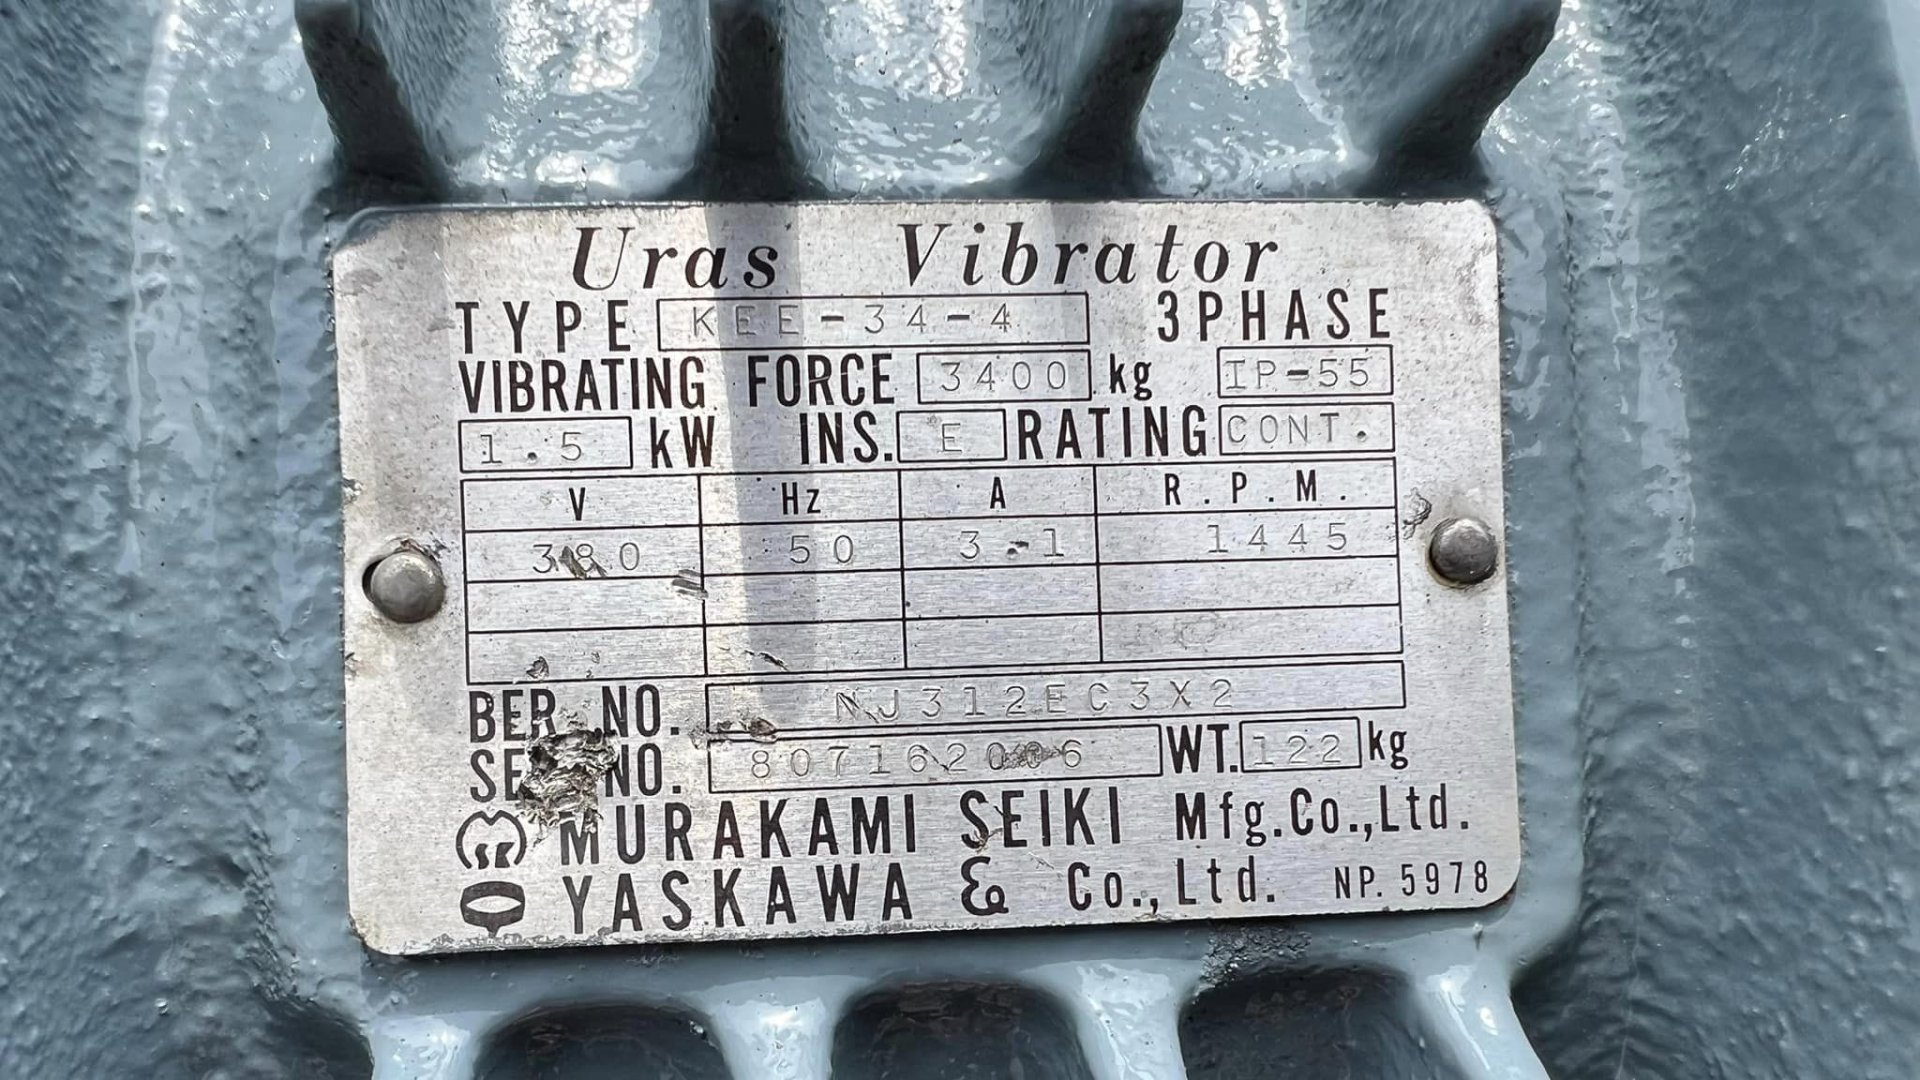 Uras Vibrator
TYPE KEE-34-4 3PHASE
VIBRATING FORCE 3400 kg IP-55
1.5 kW INS. E RATING CONT.
V Hz A R.P.M.
380 50 3.1 1445
BER. NO. NJ312EC3X2
SER NO. 807162006 WT. 122 kg
MURAKAMI SEIKI Mfg.Co.,Ltd.
YASKAWA & Co.,Ltd. NP. 5978